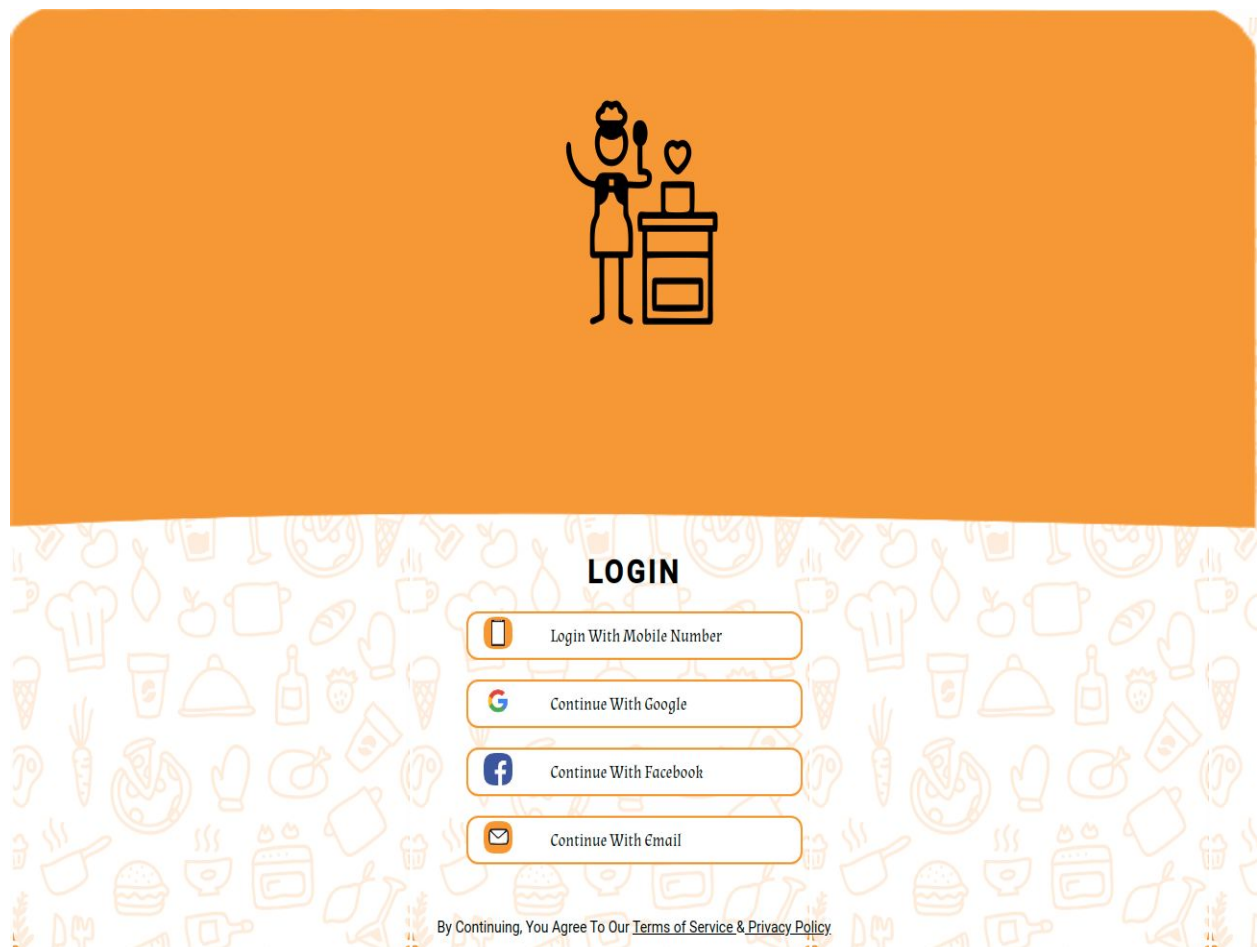 LOGIN
Login With Mobile Number
Continue With Google
Continue With Facebook
Continue With Email
By Continuing, You Agree To Our Terms of Service & Privacy Policy